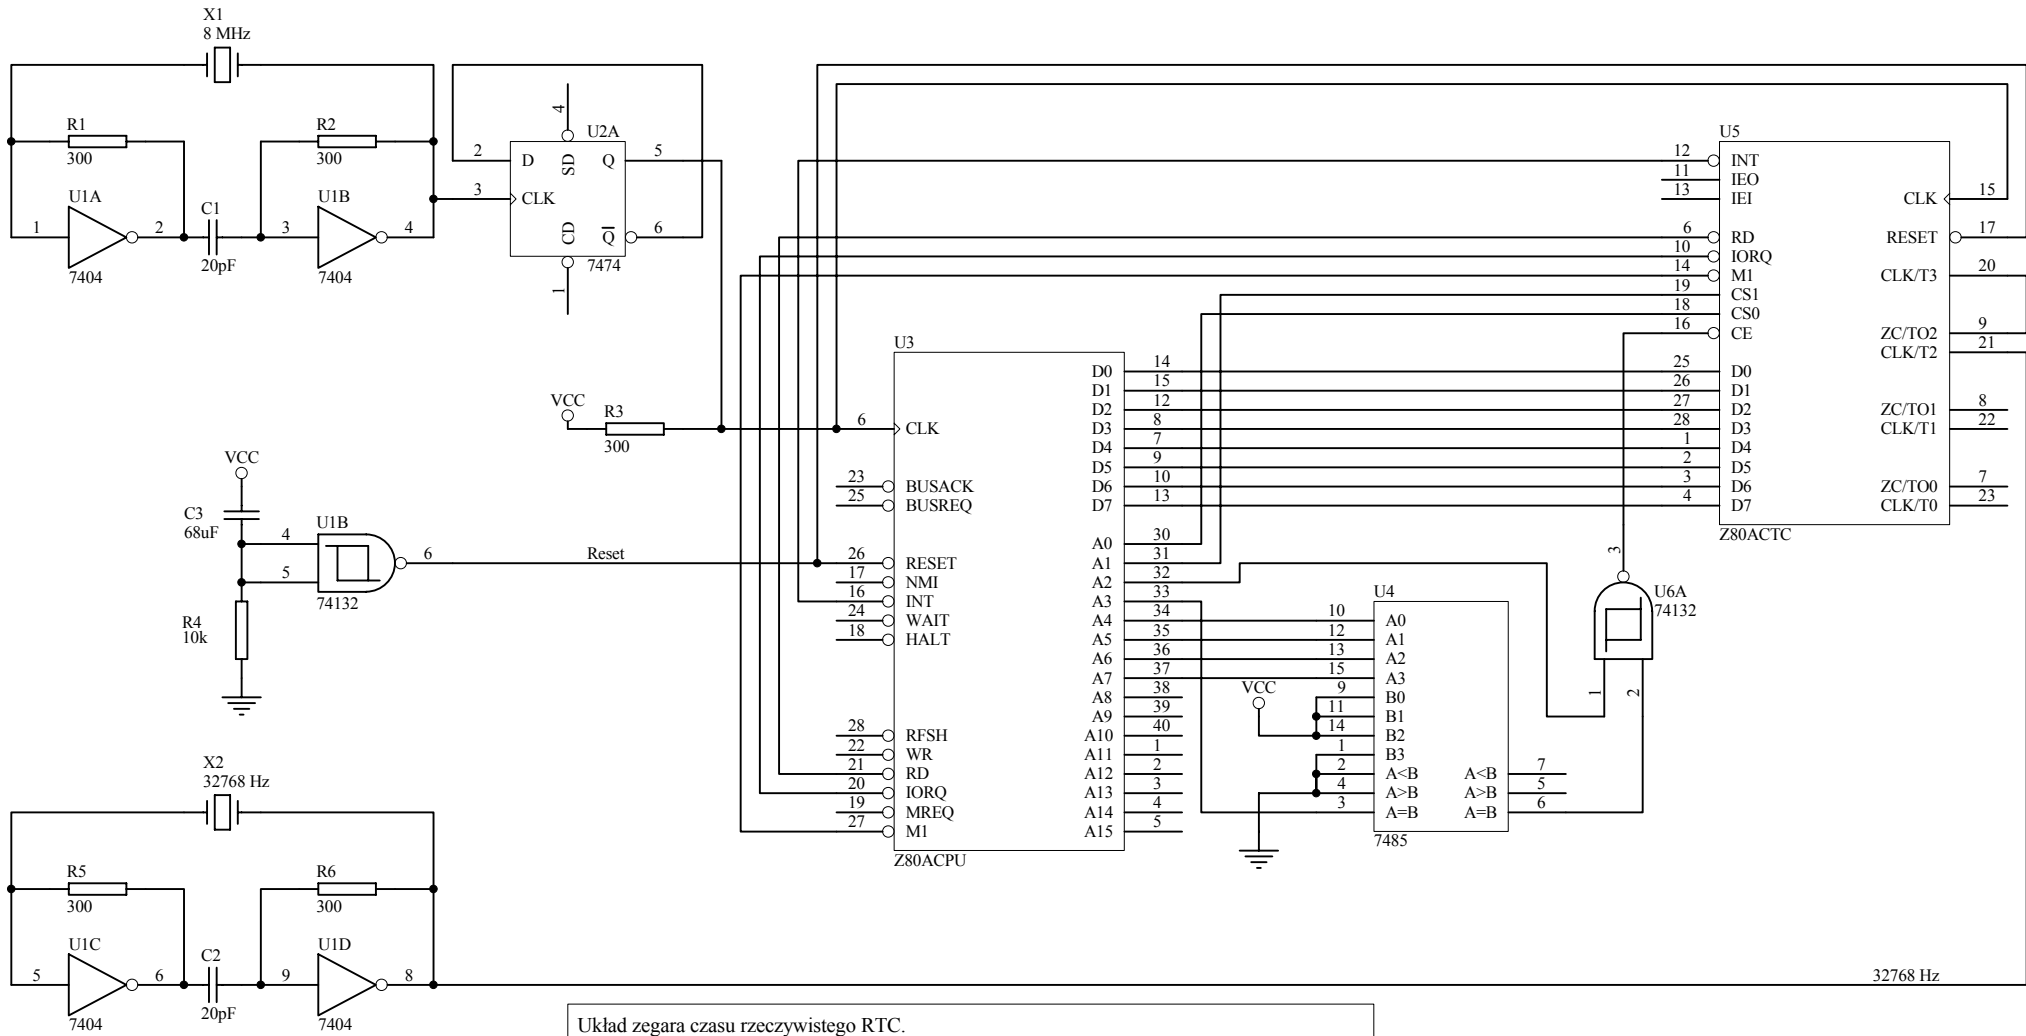 X1
8 MHz
R1
300
R2
300
U1A
1
2
7404
C1
20pF
U1B
3
4
7404
4
U2A
2
D
SD
Q
5
3
CLK
CD
Q
6
7474
1
VCC
R3
300
VCC
C3
68uF
U1B
4
5
6
74132
R4
10k
Reset
X2
32768 Hz
R5
300
R6
300
U1C
5
6
7404
C2
20pF
U1D
9
8
7404
32768 Hz
U3
6 CLK
23 BUSACK
25 BUSREQ
26 RESET
17 NMI
16 INT
24 WAIT
18 HALT
28 RFSH
22 WR
21 RD
20 IORQ
19 MREQ
27 M1
D0 14
D1 15
D2 12
D3 8
D4 7
D5 9
D6 10
D7 13
A0 30
A1 31
A2 32
A3 33
A4 34
A5 35
A6 36
A7 37
A8 38
A9 39
A10 40
A11 1
A12 2
A13 3
A14 4
A15 5
Z80ACPU
VCC
U4
10 A0
12 A1
13 A2
15 A3
9 B0
11 B1
14 B2
1 B3
2 A<B
4 A>B
3 A=B
A<B 7
A>B 5
A=B 6
7485
3
U6A
74132
1
2
U5
12 INT
11 IEO
13 IEI
6 RD
10 IORQ
14 M1
19 CS1
18 CS0
16 CE
25 D0
26 D1
27 D2
28 D3
1 D4
2 D5
3 D6
4 D7
CLK 15
RESET 17
CLK/T3 20
ZC/TO2 9
CLK/T2 21
ZC/TO1 8
CLK/T1 22
ZC/TO0 7
CLK/T0 23
Z80ACTC
Układ zegara czasu rzeczywistego RTC.